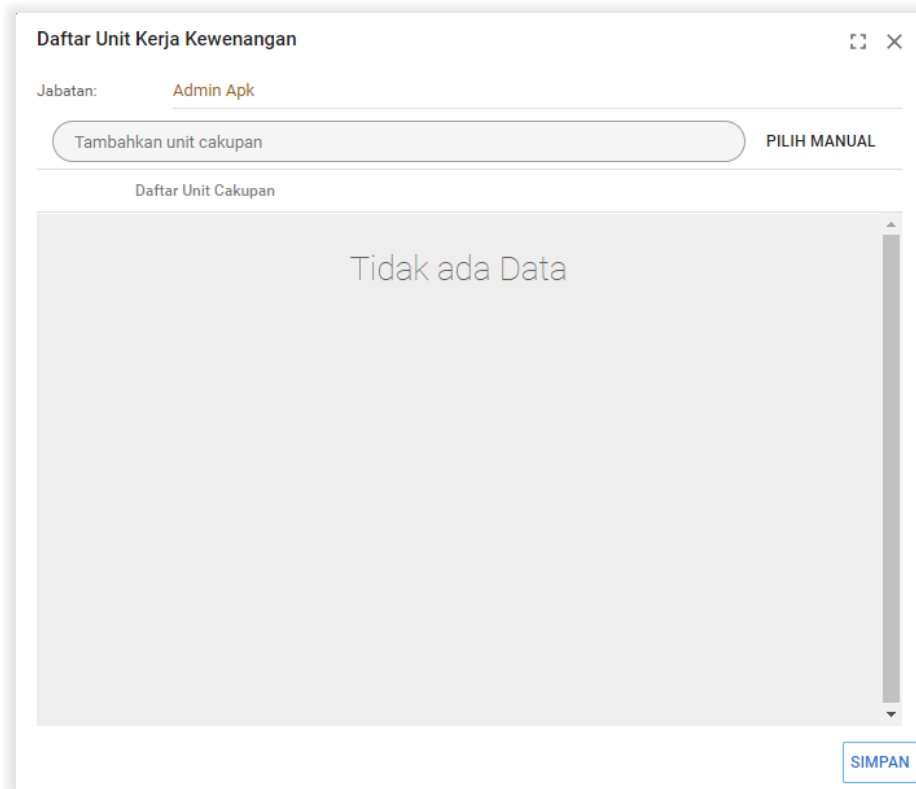 Daftar Unit Kerja Kewenangan
Jabatan: Admin Apk
Tambahkan unit cakupan PILIH MANUAL
Daftar Unit Cakupan
Tidak ada Data
SIMPAN